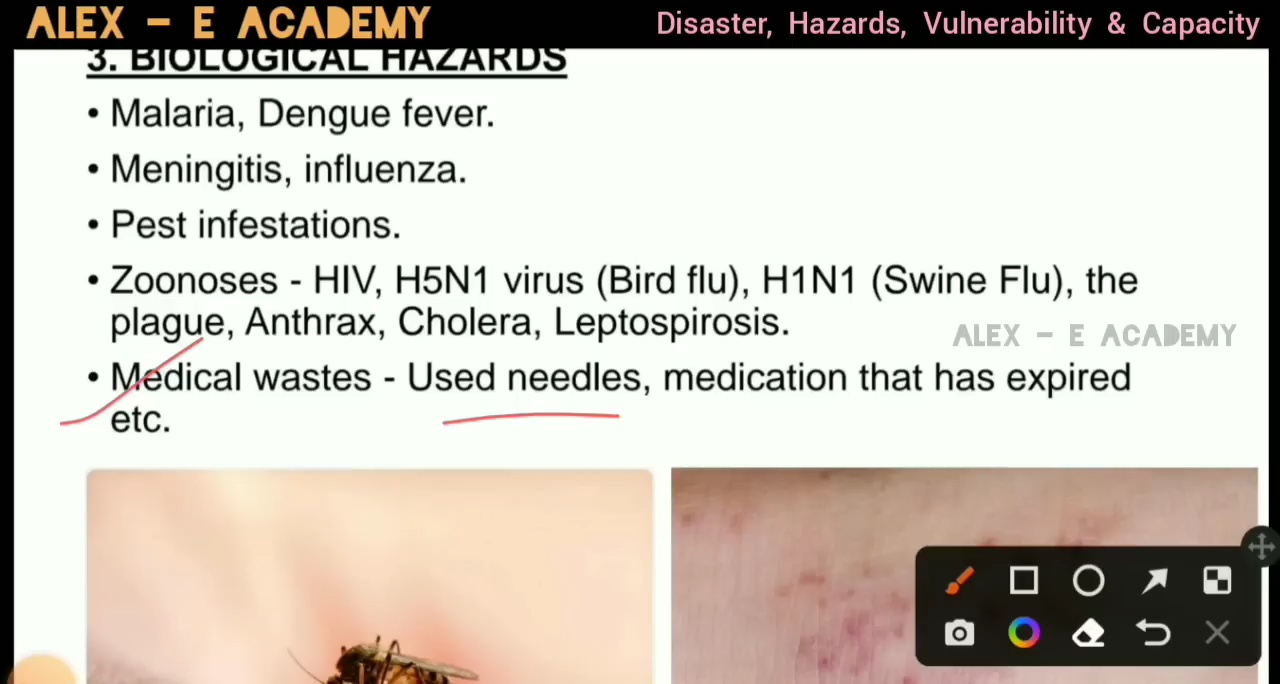 ALEX - E ACADEMY
Disaster, Hazards, Vulnerability & Capacity
3. BIOLOGICAL HAZARDS
• Malaria, Dengue fever.
• Meningitis, influenza.
• Pest infestations.
• Zoonoses - HIV, H5N1 virus (Bird flu), H1N1 (Swine Flu), the
plague, Anthrax, Cholera, Leptospirosis.
ALEX - E ACADEMY
• Medical wastes - Used needles, medication that has expired
etc.